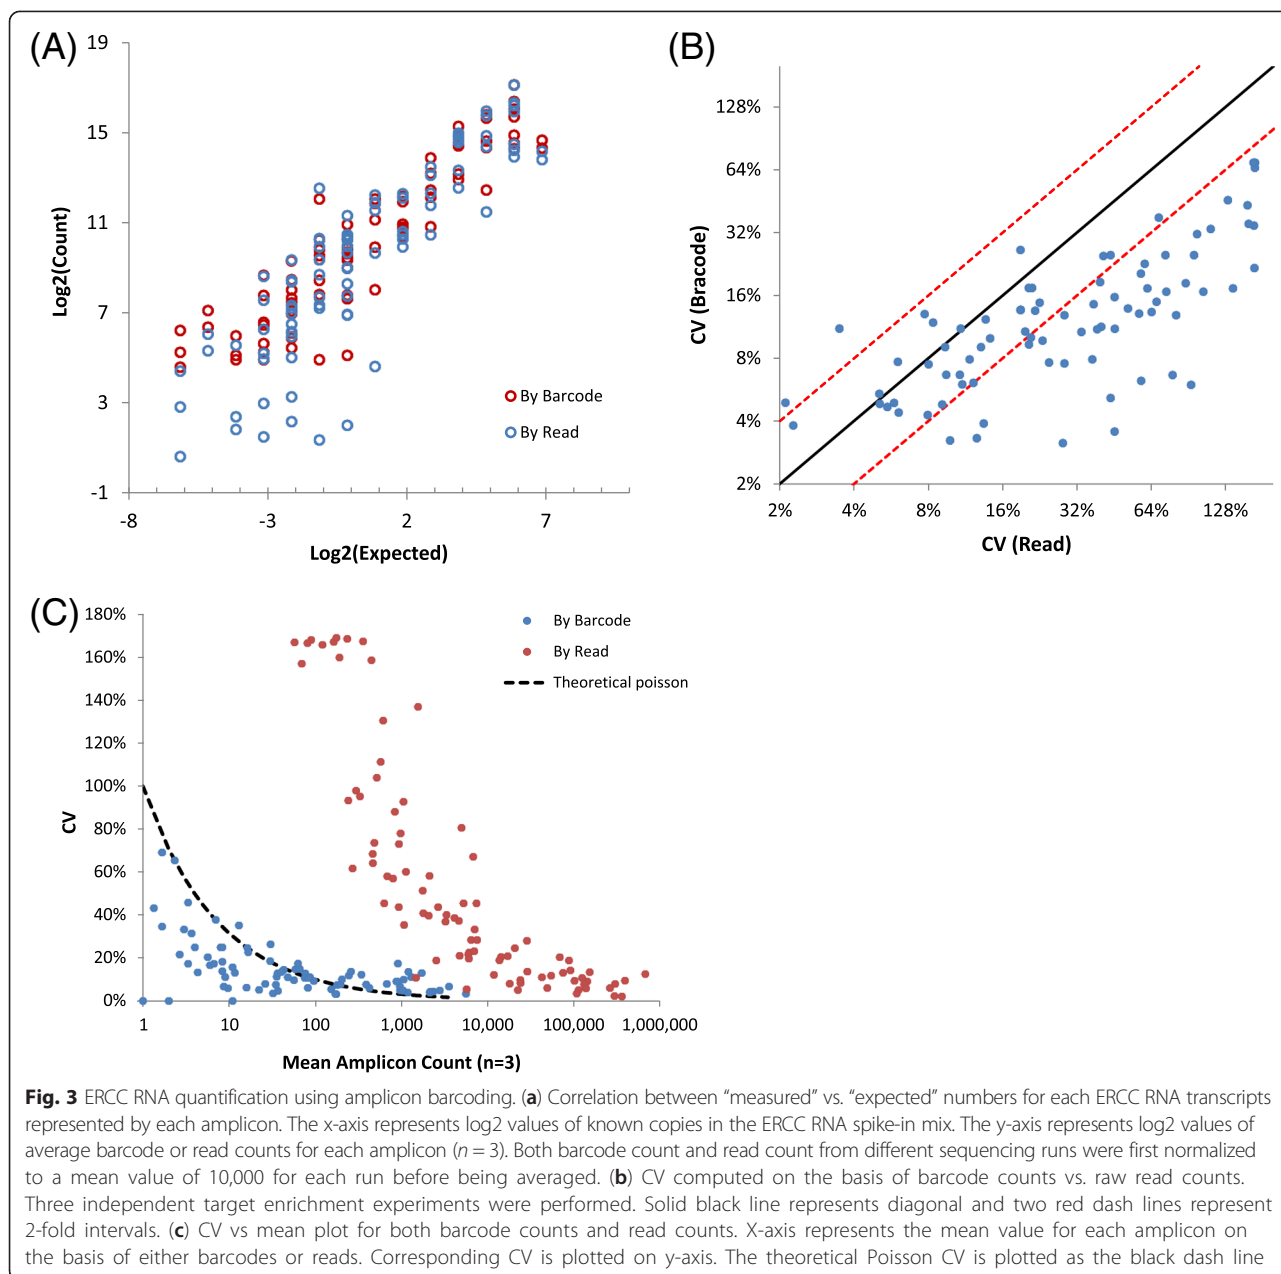 (A)
19
15
11
7
3
-1
-8 -3 2 7
Log2(Count)
Log2(Expected)
By Barcode
By Read
(B)
128%
64%
32%
16%
8%
4%
2%
2% 4% 8% 16% 32% 64% 128%
CV (Bracode)
CV (Read)
(C)
180%
160%
140%
120%
100%
80%
60%
40%
20%
0%
1 10 100 1,000 10,000 100,000 1,000,000
CV
Mean Amplicon Count (n=3)
By Barcode
By Read
Theoretical poisson
Fig. 3 ERCC RNA quantification using amplicon barcoding. (a) Correlation between “measured” vs. “expected” numbers for each ERCC RNA transcripts
represented by each amplicon. The x-axis represents log2 values of known copies in the ERCC RNA spike-in mix. The y-axis represents log2 values of
average barcode or read counts for each amplicon (n = 3). Both barcode count and read count from different sequencing runs were first normalized
to a mean value of 10,000 for each run before being averaged. (b) CV computed on the basis of barcode counts vs. raw read counts.
Three independent target enrichment experiments were performed. Solid black line represents diagonal and two red dash lines represent
2-fold intervals. (c) CV vs mean plot for both barcode counts and read counts. X-axis represents the mean value for each amplicon on
the basis of either barcodes or reads. Corresponding CV is plotted on y-axis. The theoretical Poisson CV is plotted as the black dash line